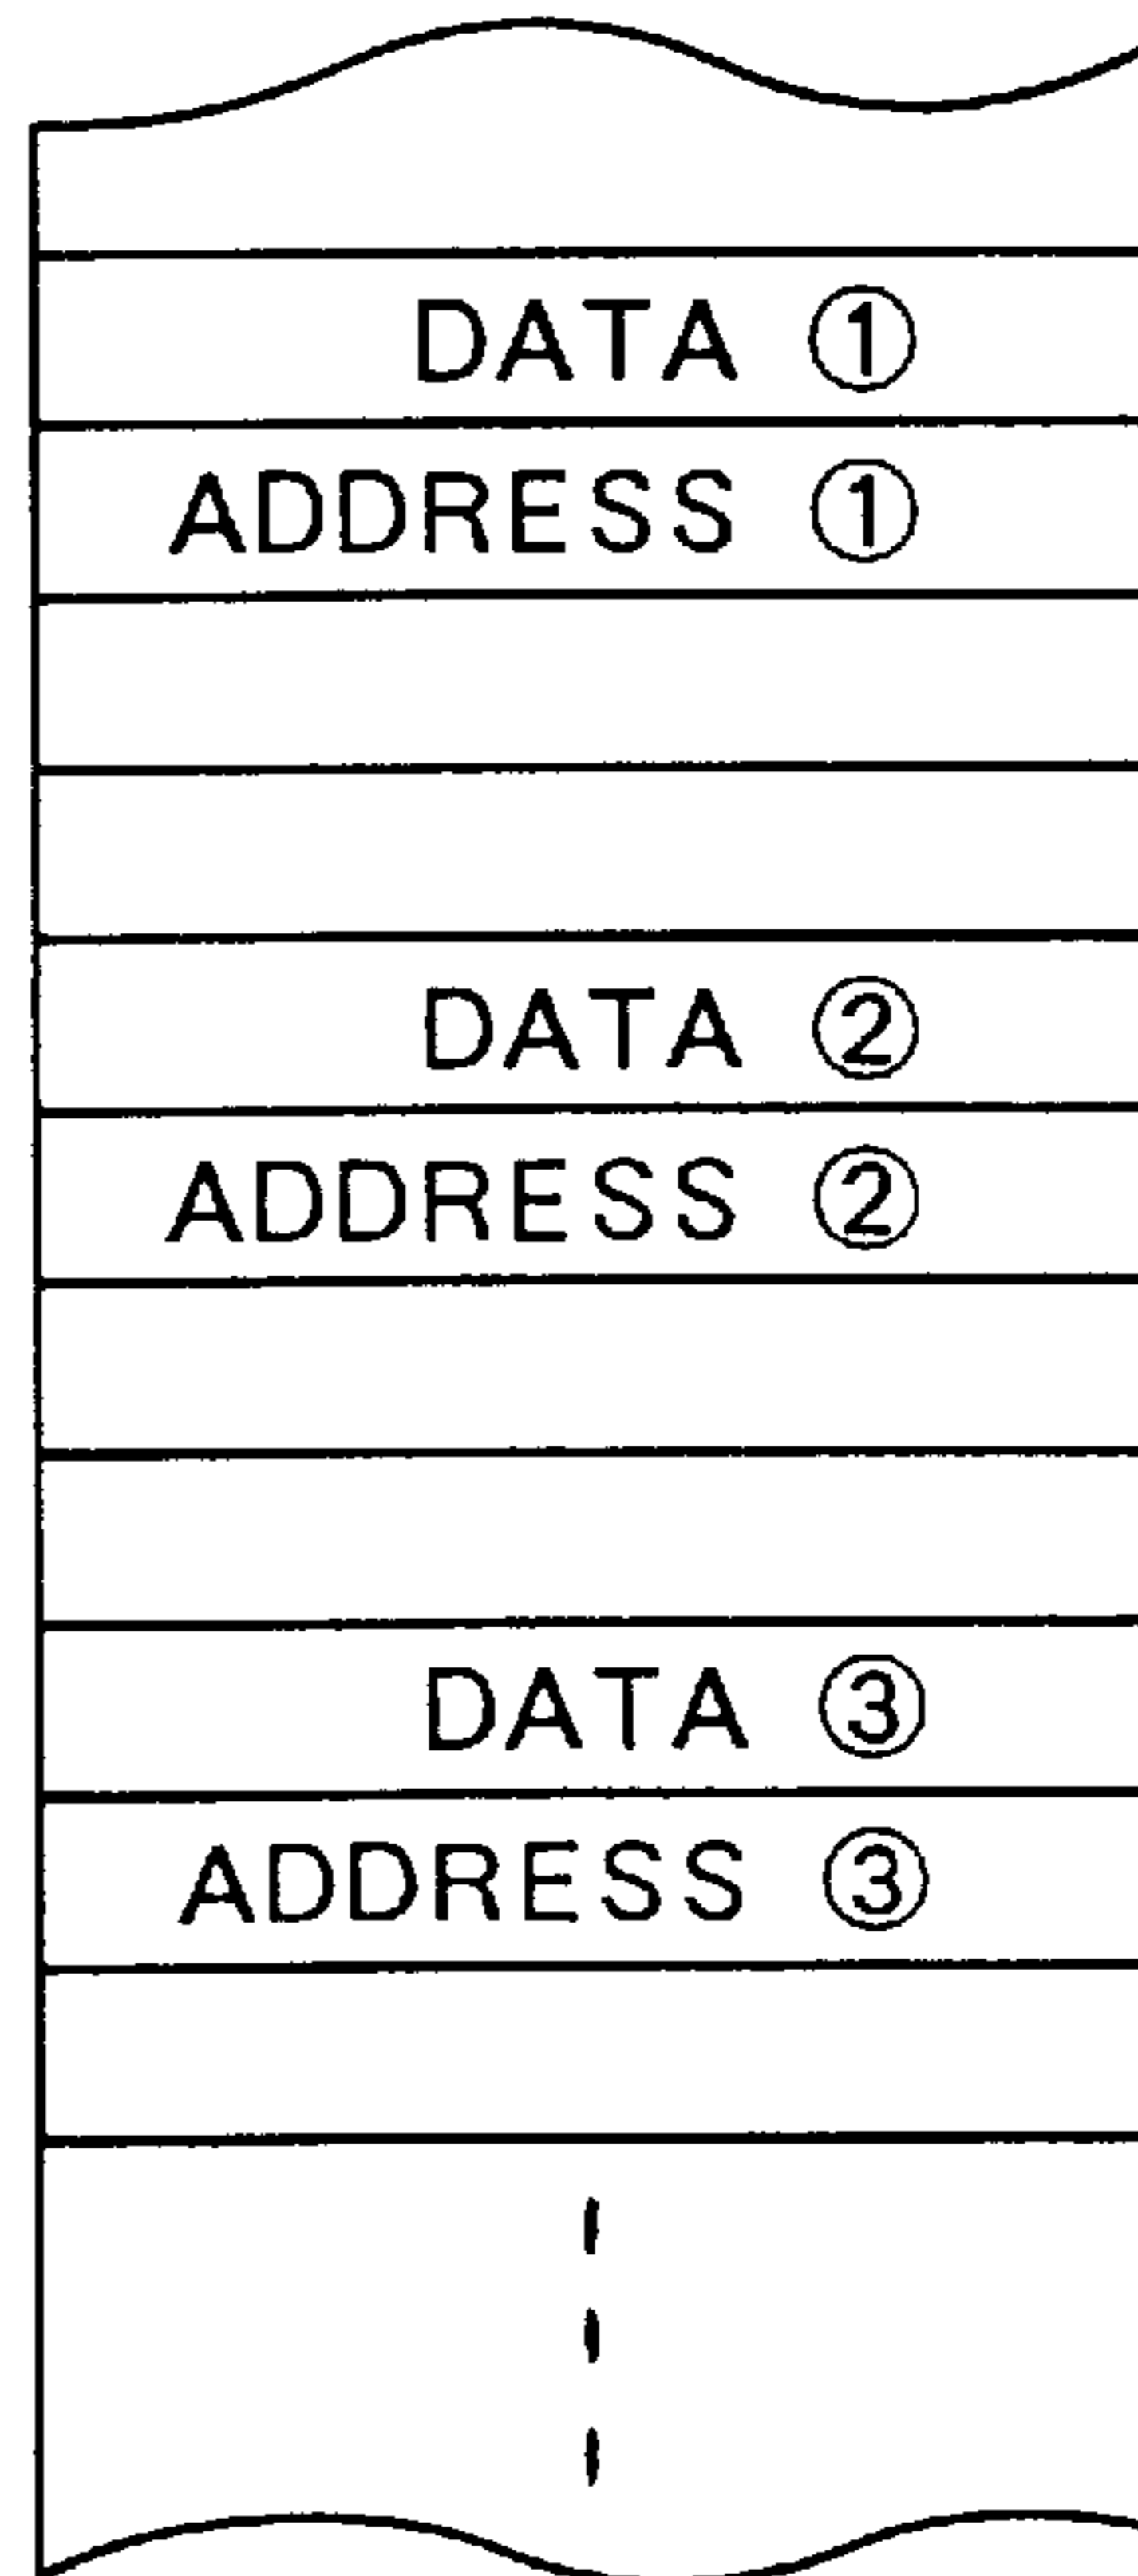 DATA ①
ADDRESS ①
DATA ②
ADDRESS ②
DATA ③
ADDRESS ③